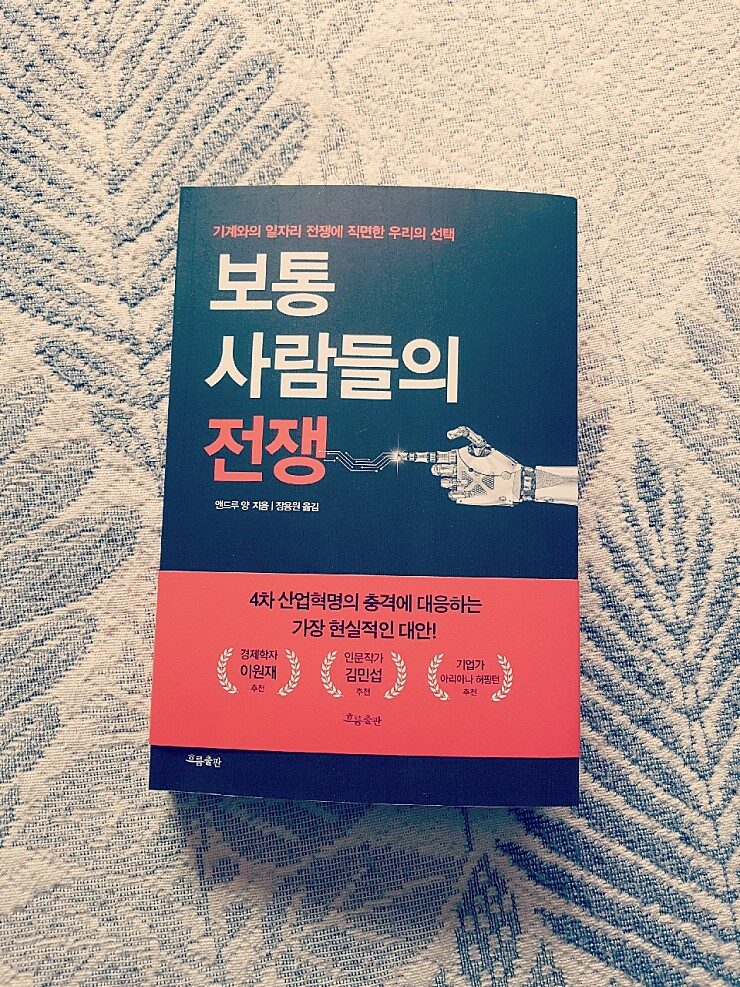 기계와의 일자리 전쟁에 직면한 우리의 선택
보통
사람들의
전쟁
앤드루 양 지음 | 장용원 옮김
4차 산업혁명의 충격에 대응하는
가장 현실적인 대안!
경제학자
이원재
추천
인문작가
김민섭
추천
기업가
아리아나 허핑턴
추천
흐름출판
흐름출판